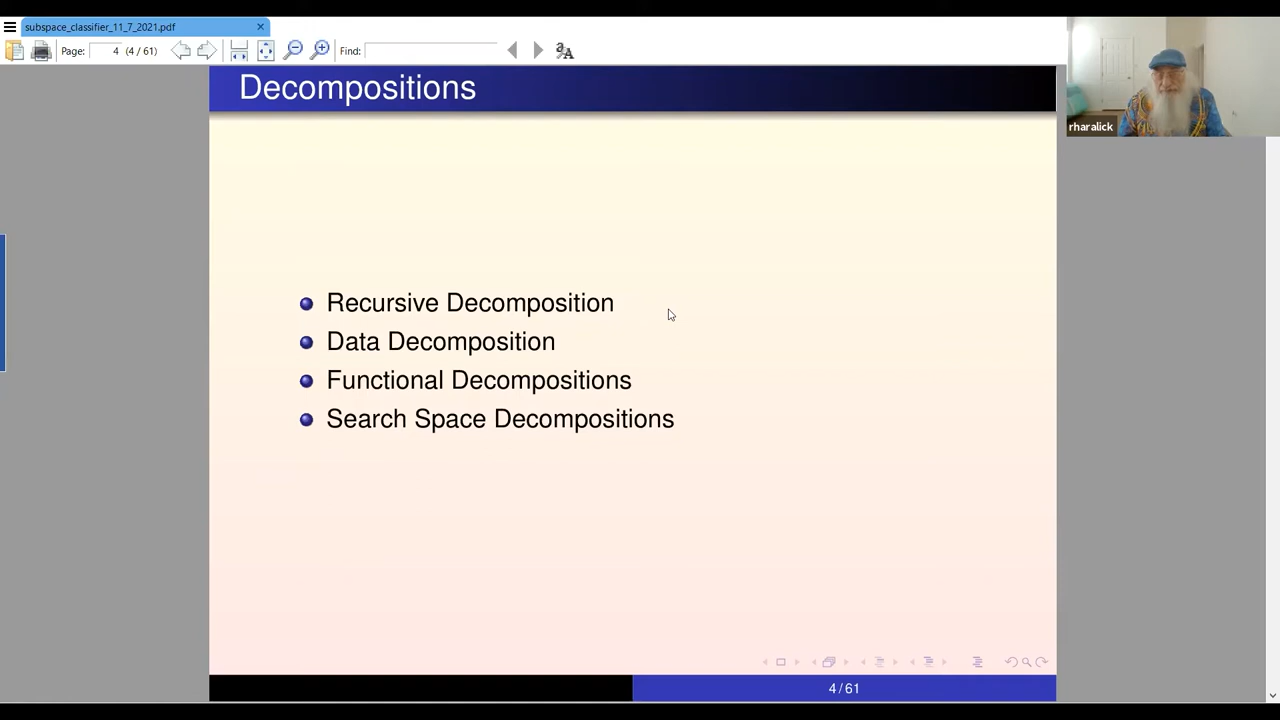 subspace_classifier_11_7_2021.pdf
Page: 4 (4 / 61) Find:
Decompositions
rharalick
Recursive Decomposition
Data Decomposition
Functional Decompositions
Search Space Decompositions
4 / 61